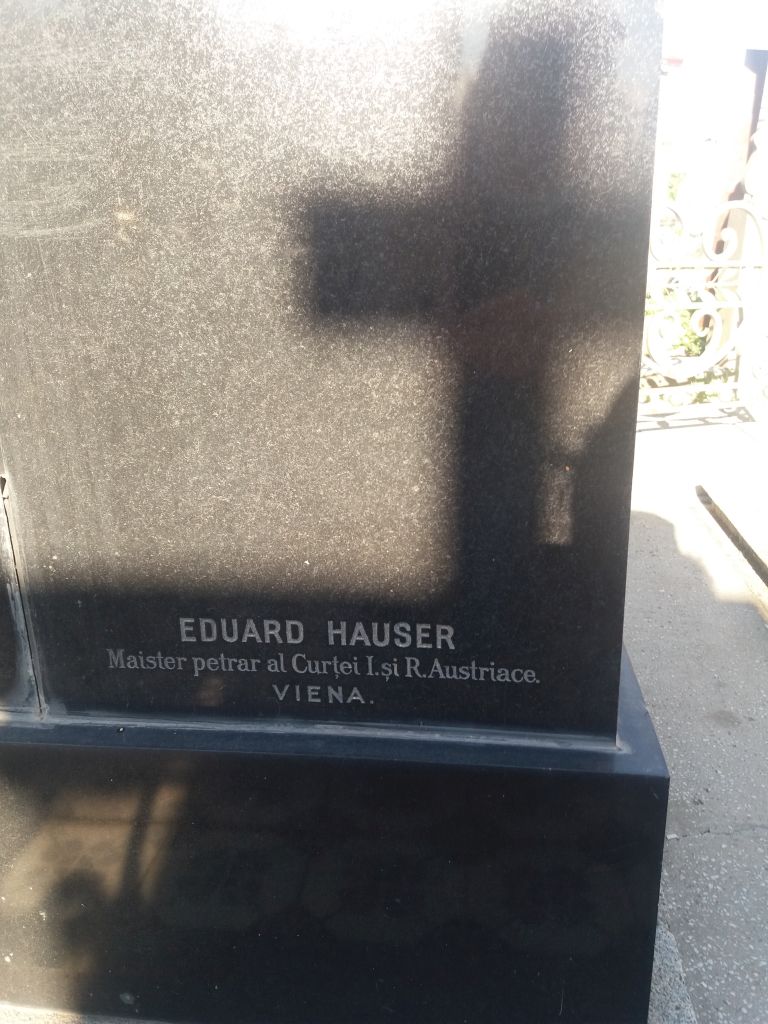 EDUARD HAUSER
Maister petrar al Curței I.și R.Austriace.
VIENA.